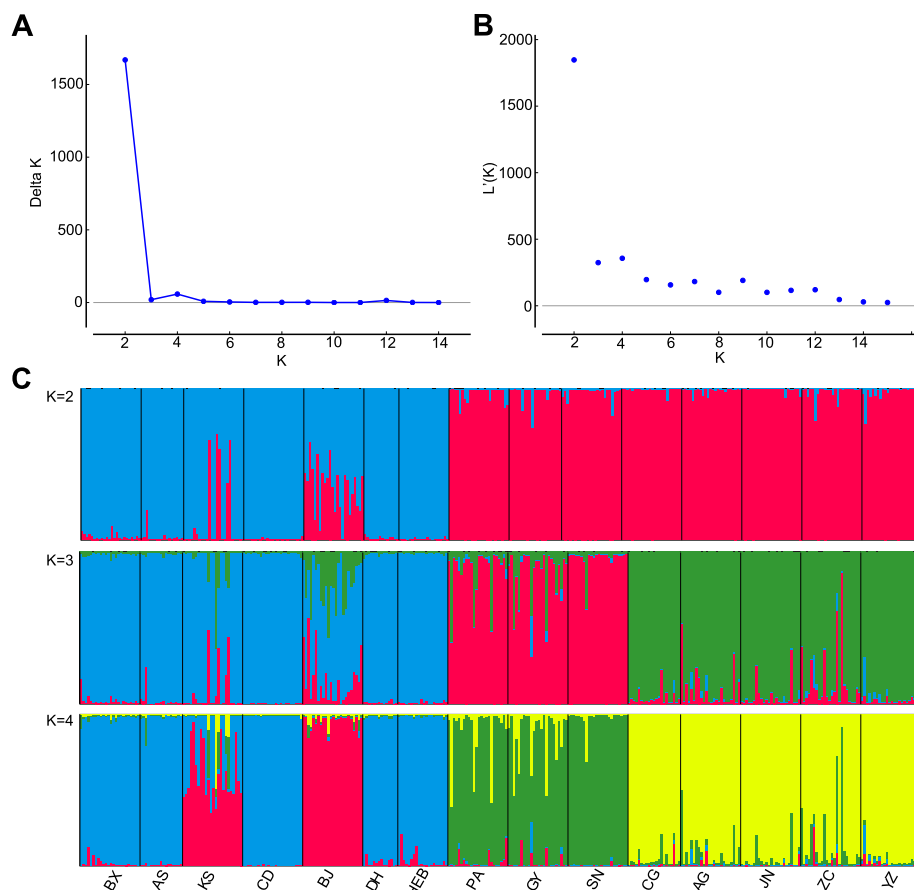 A
Delta K
1500
1000
500
0
2 4 6 8 10 12 14
K
B
L'(K)
2000
1500
1000
500
0
2 4 6 8 10 12 14
K
C
K=2
K=3
K=4
BX AS KS CD BJ DH IEB PA GY SN CG AG JN ZC YZ